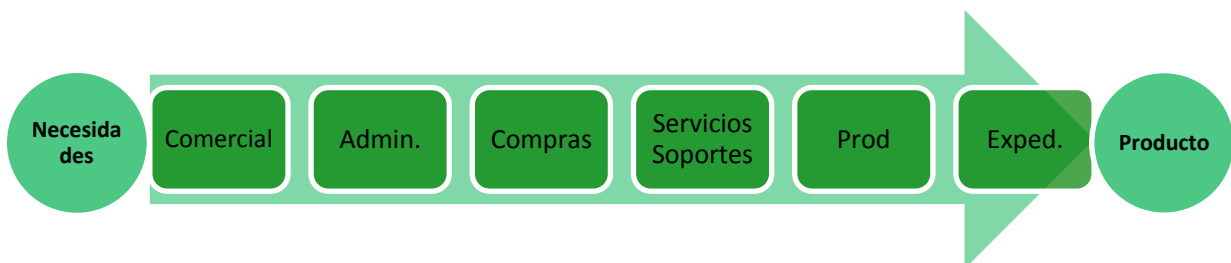 Necesida
des
Comercial
Admin.
Compras
Servicios
Soportes
Prod
Exped.
Producto